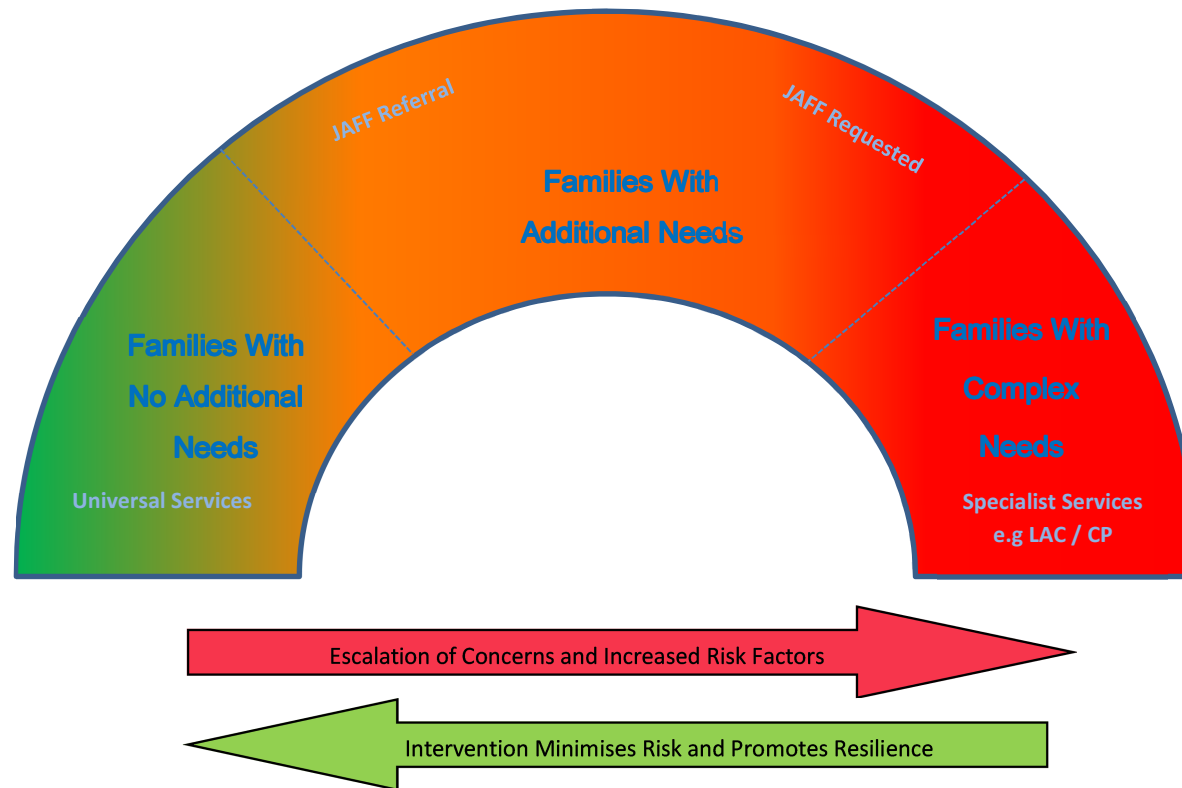 JAFF Referral
JAFF Requested
Families With
Additional Needs
Families With
No Additional
Needs
Universal Services
Families With
Complex
Needs
Specialist Services
e.g LAC / CP
Escalation of Concerns and Increased Risk Factors
Intervention Minimises Risk and Promotes Resilience